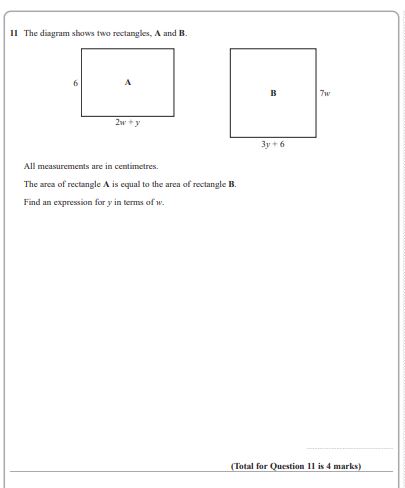 11 The diagram shows two rectangles, A and B.
6
A
2w + y
B
7w
3y + 6
All measurements are in centimetres.
The area of rectangle A is equal to the area of rectangle B.
Find an expression for y in terms of w.
(Total for Question 11 is 4 marks)